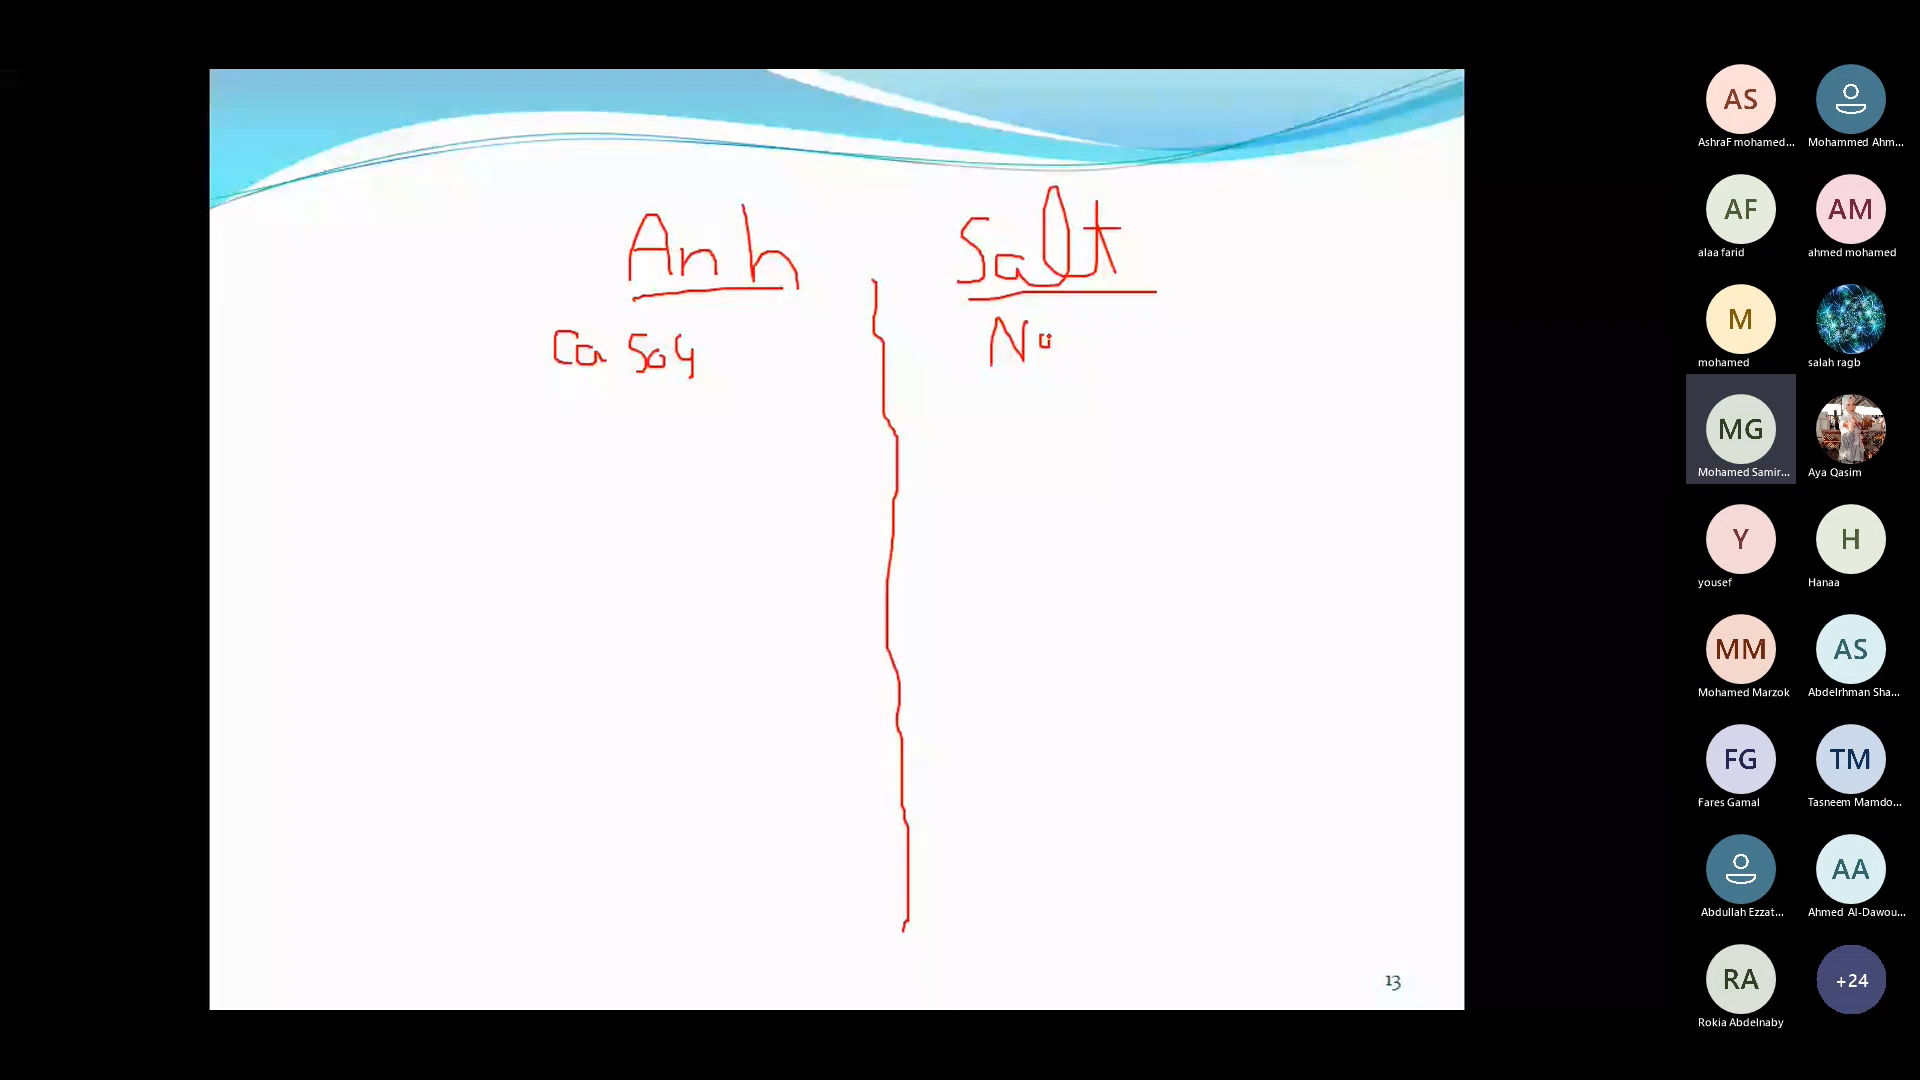 Anh
Salt
Ca So4
Na
13
AS
AshraF mohamed...
Mohammed Ahm...
AF
alaa farid
AM
ahmed mohamed
M
mohamed
salah ragb
MG
Mohamed Samir...
Aya Qasim
Y
yousef
H
Hanaa
MM
Mohamed Marzok
AS
Abdelrhman Sha...
FG
Fares Gamal
TM
Tasneem Mamdo...
Abdullah Ezzat...
AA
Ahmed Al-Dawou...
RA
Rokia Abdelnaby
+24